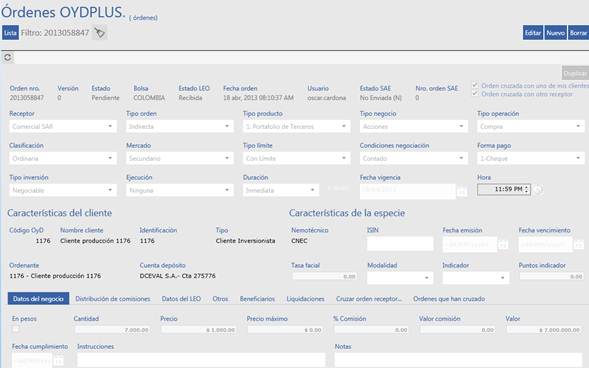 Órdenes OYDPLUS. ( órdenes)
Lista Filtro: 2013058847 Editar Nuevo Borrar
Duplicar
Orden nro. Versión Estado Bolsa Estado LEO Fecha orden Usuario Estado SAE Nro. orden SAE Orden cruzada con uno de mis clientes
2013058847 0 Pendiente COLOMBIA Recibida 18 abr, 2013 08:10:37 AM oscar.cardona No Enviada (N) 0 Orden cruzada con otro receptor
Receptor Tipo orden Tipo producto Tipo negocio Tipo operación
Comercial SAR Indirecta 1. Portafolio de Terceros Acciones Compra
Clasificación Mercado Tipo límite Condiciones negociación Forma pago
Ordinaria Secundario Con Límite Contado 1-Cheque
Tipo inversión Ejecución Duración Fecha vigencia Hora
Negociable Ninguna Inmediata 11:59 PM
Características del cliente Características de la especie
Código OyD Nombre cliente Identificación Tipo Nemotécnico ISIN Fecha emisión Fecha vencimiento
1176 Cliente producción 1176 1176 Cliente Inversionista CNEC
Ordenante Cuenta depósito Tasa facial Modalidad Indicador Puntos indicador
1176 - Cliente producción 1176 DCEVAL S.A.- Cta 275776 0.00 0.00
Datos del negocio Distribución de comisiones Datos del LEO Otros Beneficiarios Liquidaciones Cruzar orden receptor... Ordenes que han cruzado
En pesos Cantidad Precio Precio máximo % Comisión Valor comisión Valor
7.000.00 $ 1.000.00 $ 0.00 0.00 0.00 $ 7.000.000.00
Fecha cumplimiento Instrucciones Notas